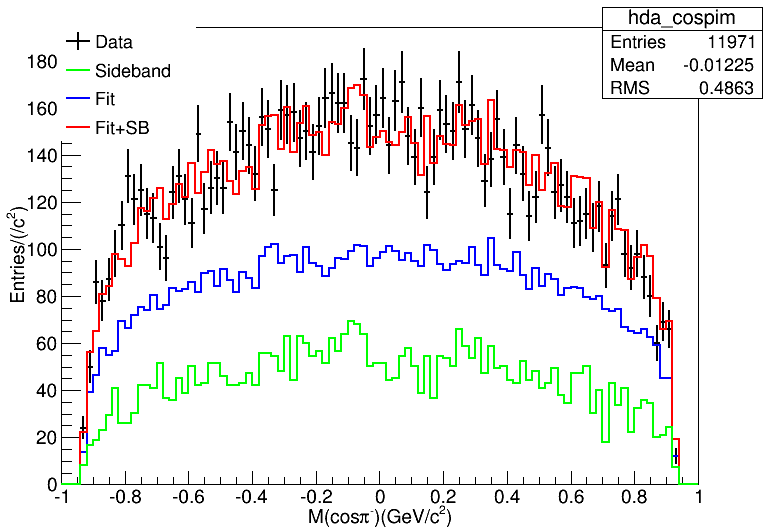 hda_cospim
Entries 11971
Mean -0.01225
RMS 0.4863
Data
Sideband
Fit
Fit+SB
180
160
140
120
100
80
60
40
20
0
Entries/(/c²)
-1 -0.8 -0.6 -0.4 -0.2 0 0.2 0.4 0.6 0.8 1
M(cosπ⁻)(GeV/c²)